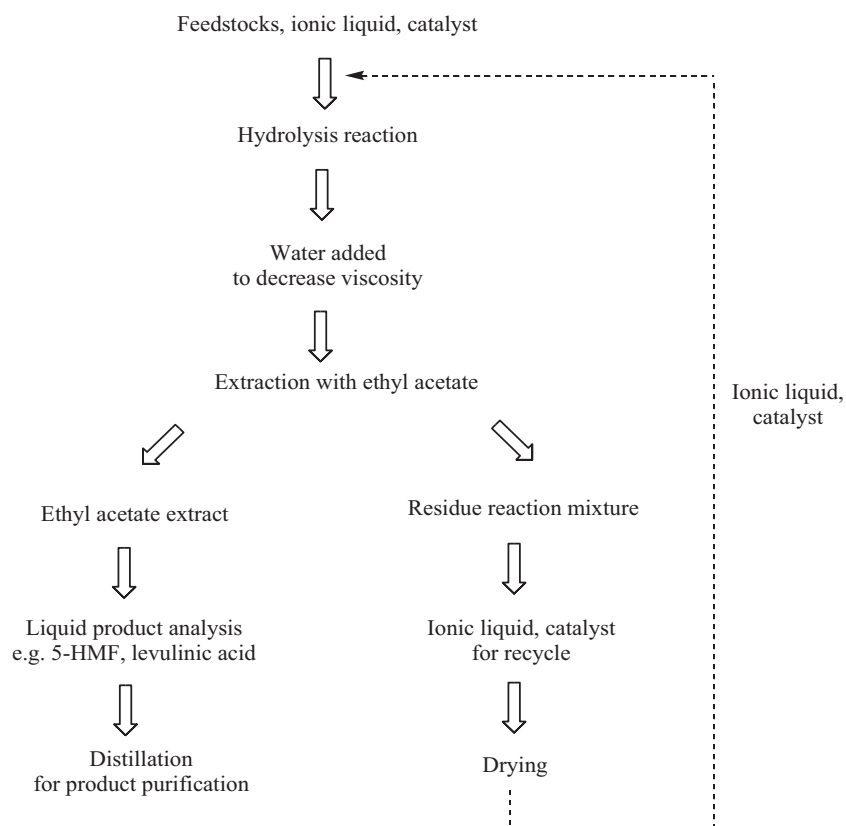 Feedstocks, ionic liquid, catalyst
Hydrolysis reaction
Water added
to decrease viscosity
Extraction with ethyl acetate
Ionic liquid,
catalyst
Ethyl acetate extract
Residue reaction mixture
Liquid product analysis
e.g. 5-HMF, levulinic acid
Ionic liquid, catalyst
for recycle
Distillation
for product purification
Drying